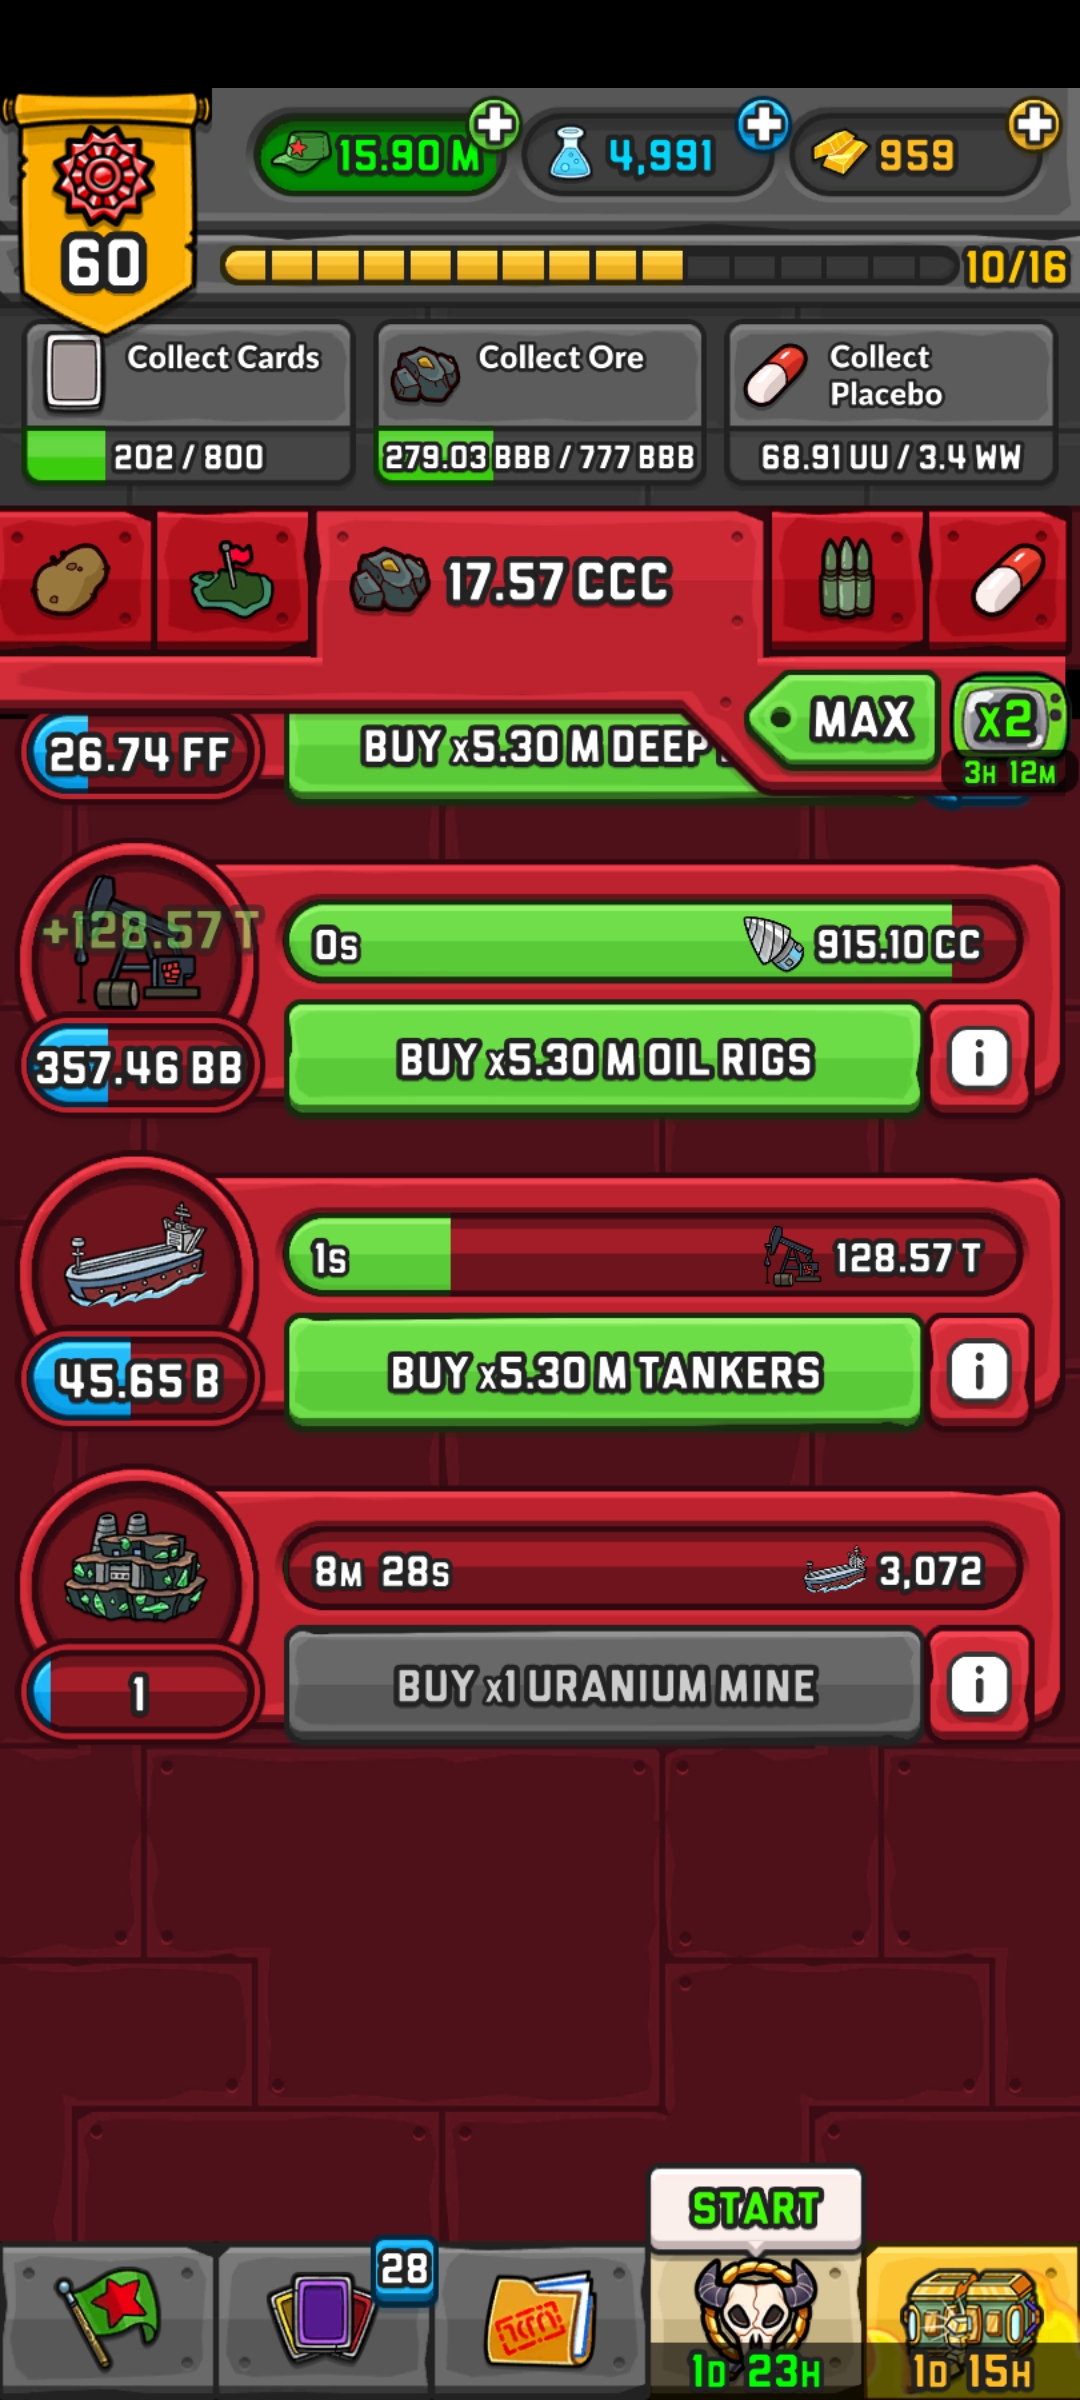 15.90 M
4,991
959
60
10/16
Collect Cards
202 / 800
Collect Ore
279.03 BBB / 777 BBB
Collect
Placebo
68.91 UU / 3.4 WW
17.57 CCC
MAX
x2
3H 12M
26.74 FF
BUY x5.30 M DEEP
+128.57 T
0s
915.10 CC
357.46 BB
BUY x5.30 M OIL RIGS
i
1s
128.57 T
45.65 B
BUY x5.30 M TANKERS
i
8M 28s
3,072
1
BUY x1 URANIUM MINE
i
START
28
1D 23H
1D 15H